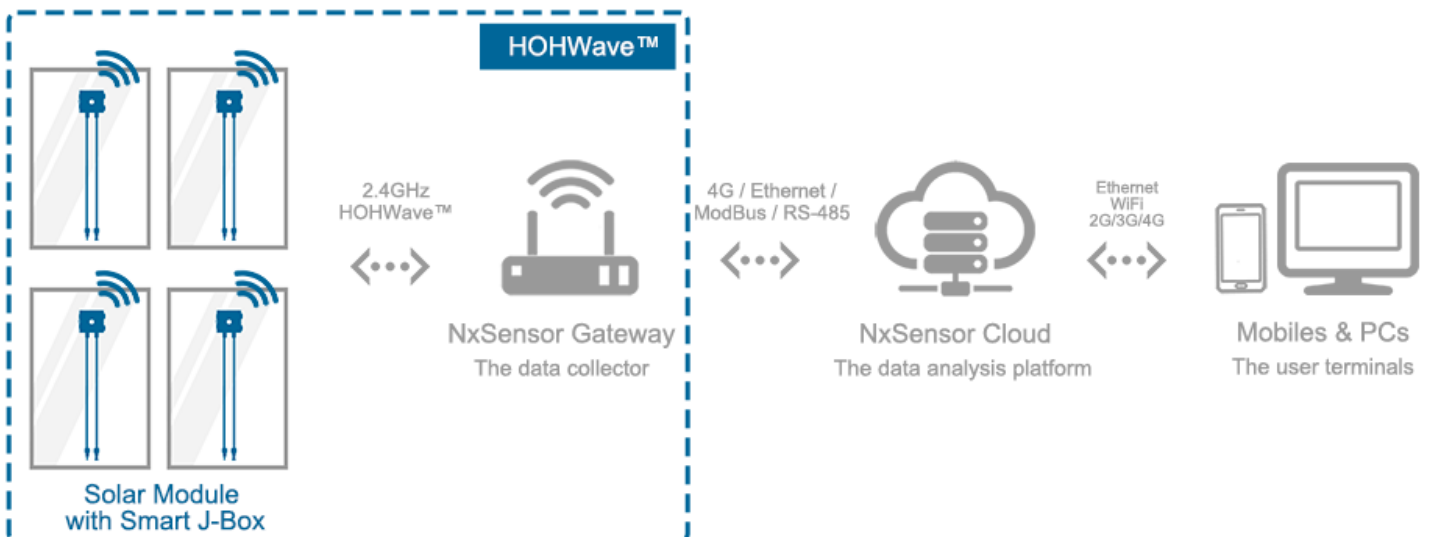 HOHWave™
2.4GHz
HOHWave™
4G / Ethernet /
ModBus / RS-485
Ethernet
WiFi
2G/3G/4G
NxSensor Gateway
The data collector
NxSensor Cloud
The data analysis platform
Mobiles & PCs
The user terminals
Solar Module
with Smart J-Box